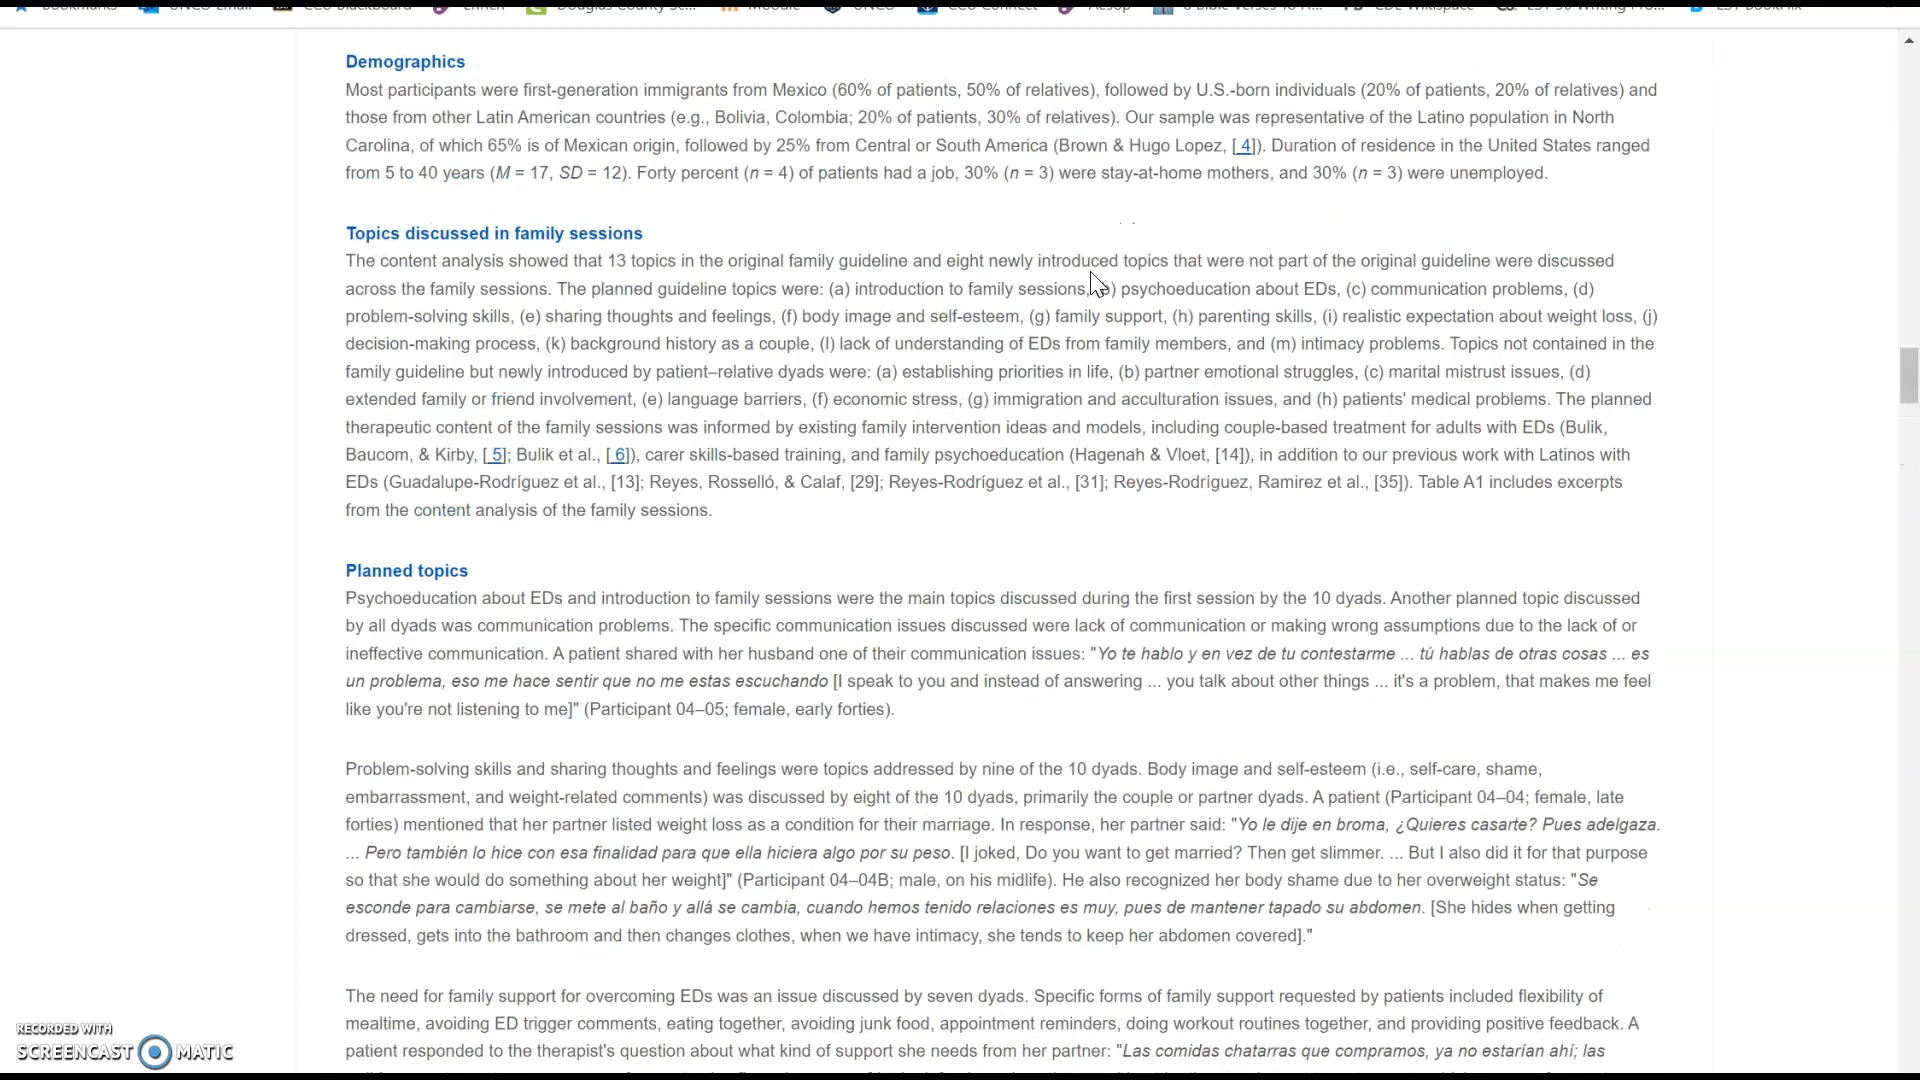 Demographics
Most participants were first-generation immigrants from Mexico (60% of patients, 50% of relatives), followed by U.S.-born individuals (20% of patients, 20% of relatives) and
those from other Latin American countries (e.g., Bolivia, Colombia; 20% of patients, 30% of relatives). Our sample was representative of the Latino population in North
Carolina, of which 65% is of Mexican origin, followed by 25% from Central or South America (Brown & Hugo Lopez, [ 4]). Duration of residence in the United States ranged
from 5 to 40 years (M = 17, SD = 12). Forty percent (n = 4) of patients had a job, 30% (n = 3) were stay-at-home mothers, and 30% (n = 3) were unemployed.
Topics discussed in family sessions
The content analysis showed that 13 topics in the original family guideline and eight newly introduced topics that were not part of the original guideline were discussed
across the family sessions. The planned guideline topics were: (a) introduction to family sessions, psychoeducation about EDs, (c) communication problems, (d)
problem-solving skills, (e) sharing thoughts and feelings, (f) body image and self-esteem, (g) family support, (h) parenting skills, (i) realistic expectation about weight loss, (j)
decision-making process, (k) background history as a couple, (l) lack of understanding of EDs from family members, and (m) intimacy problems. Topics not contained in the
family guideline but newly introduced by patient–relative dyads were: (a) establishing priorities in life, (b) partner emotional struggles, (c) marital mistrust issues, (d)
extended family or friend involvement, (e) language barriers, (f) economic stress, (g) immigration and acculturation issues, and (h) patients' medical problems. The planned
therapeutic content of the family sessions was informed by existing family intervention ideas and models, including couple-based treatment for adults with EDs (Bulik,
Baucom, & Kirby, [ 5]; Bulik et al., [ 6]), carer skills-based training, and family psychoeducation (Hagenah & Vloet, [14]), in addition to our previous work with Latinos with
EDs (Guadalupe-Rodríguez et al., [13]; Reyes, Rosselló, & Calaf, [29]; Reyes-Rodríguez et al., [31]; Reyes-Rodríguez, Ramirez et al., [35]). Table A1 includes excerpts
from the content analysis of the family sessions.
Planned topics
Psychoeducation about EDs and introduction to family sessions were the main topics discussed during the first session by the 10 dyads. Another planned topic discussed
by all dyads was communication problems. The specific communication issues discussed were lack of communication or making wrong assumptions due to the lack of or
ineffective communication. A patient shared with her husband one of their communication issues: "Yo te hablo y en vez de tu contestarme ... tú hablas de otras cosas ... es
un problema, eso me hace sentir que no me estas escuchando [I speak to you and instead of answering ... you talk about other things ... it's a problem, that makes me feel
like you're not listening to me]" (Participant 04–05; female, early forties).
Problem-solving skills and sharing thoughts and feelings were topics addressed by nine of the 10 dyads. Body image and self-esteem (i.e., self-care, shame,
embarrassment, and weight-related comments) was discussed by eight of the 10 dyads, primarily the couple or partner dyads. A patient (Participant 04–04; female, late
forties) mentioned that her partner listed weight loss as a condition for their marriage. In response, her partner said: "Yo le dije en broma, ¿Quieres casarte? Pues adelgaza.
... Pero también lo hice con esa finalidad para que ella hiciera algo por su peso. [I joked, Do you want to get married? Then get slimmer. ... But I also did it for that purpose
so that she would do something about her weight]" (Participant 04–04B; male, on his midlife). He also recognized her body shame due to her overweight status: "Se
esconde para cambiarse, se mete al baño y allá se cambia, cuando hemos tenido relaciones es muy, pues de mantener tapado su abdomen. [She hides when getting
dressed, gets into the bathroom and then changes clothes, when we have intimacy, she tends to keep her abdomen covered]."
The need for family support for overcoming EDs was an issue discussed by seven dyads. Specific forms of family support requested by patients included flexibility of
mealtime, avoiding ED trigger comments, eating together, avoiding junk food, appointment reminders, doing workout routines together, and providing positive feedback. A
patient responded to the therapist's question about what kind of support she needs from her partner: "Las comidas chatarras que compramos, ya no estarían ahí; las
RECORDED WITH
SCREENCAST MATIC